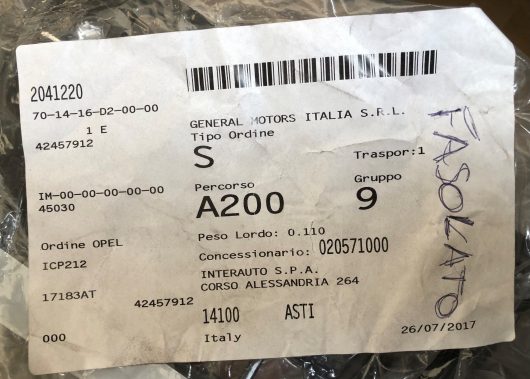 2041220
70-14-16-D2-00-00
1 E
42457912
IM-00-00-00-00-00
45030
Ordine OPEL
ICP212
17183AT 42457912
000
GENERAL MOTORS ITALIA S.R.L.
Tipo Ordine
S
Traspor:1
Percorso
Gruppo
A200
9
Peso Lordo: 0.110
Concessionario: 020571000
INTERAUTO S.P.A.
CORSO ALESSANDRIA 264
14100 ASTI
Italy
26/07/2017
FASOLATO